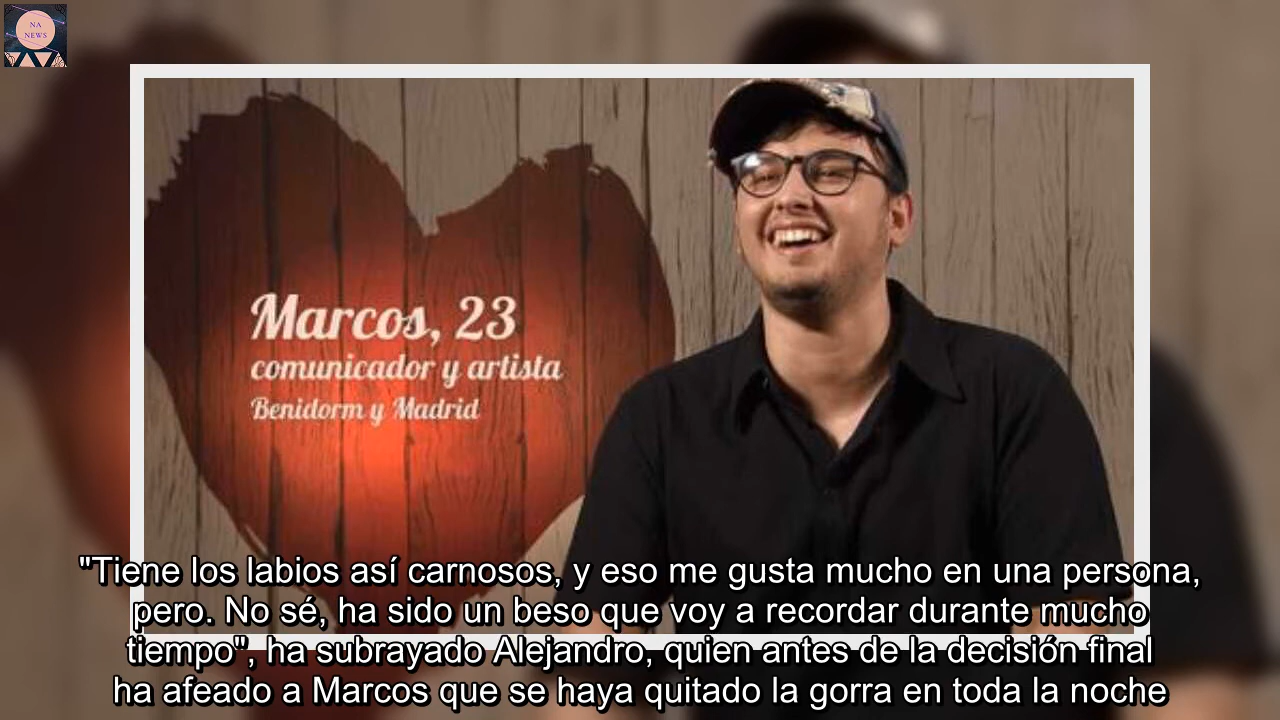 NA
NEWS
Marcos, 23
comunicador y artista
Benidorm y Madrid
"Tiene los labios así carnosos, y eso me gusta mucho en una persona,
pero. No sé, ha sido un beso que voy a recordar durante mucho
tiempo", ha subrayado Alejandro, quien antes de la decisión final
ha afeado a Marcos que se haya quitado la gorra en toda la noche